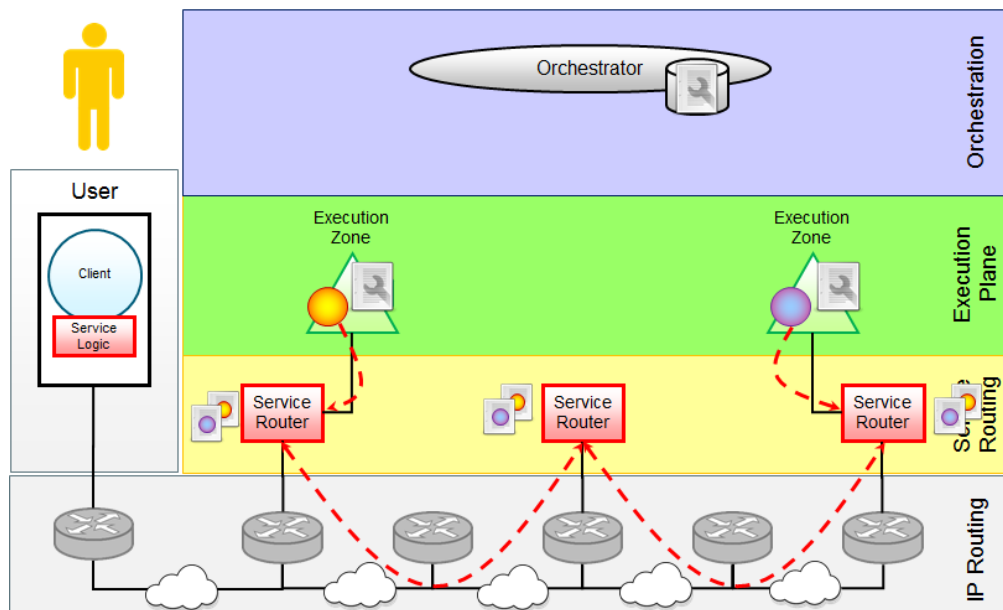 Orchestrator
Orchestration
User
Client
Service
Logic
Execution
Zone
Execution
Zone
Execution
Plane
Service
Router
Service
Router
Service
Router
Routing
IP Routing